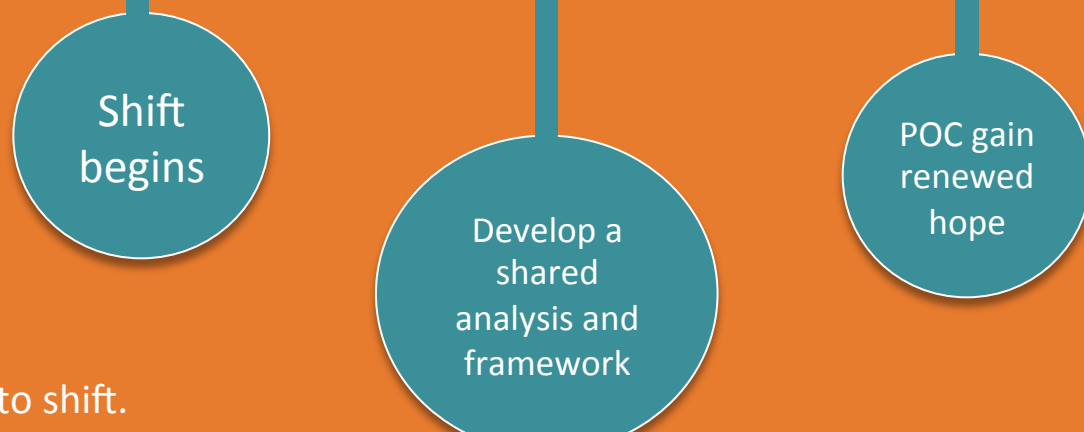 Shift
begins
Develop a
shared
analysis and
framework
POC gain
renewed
hope
to shift.